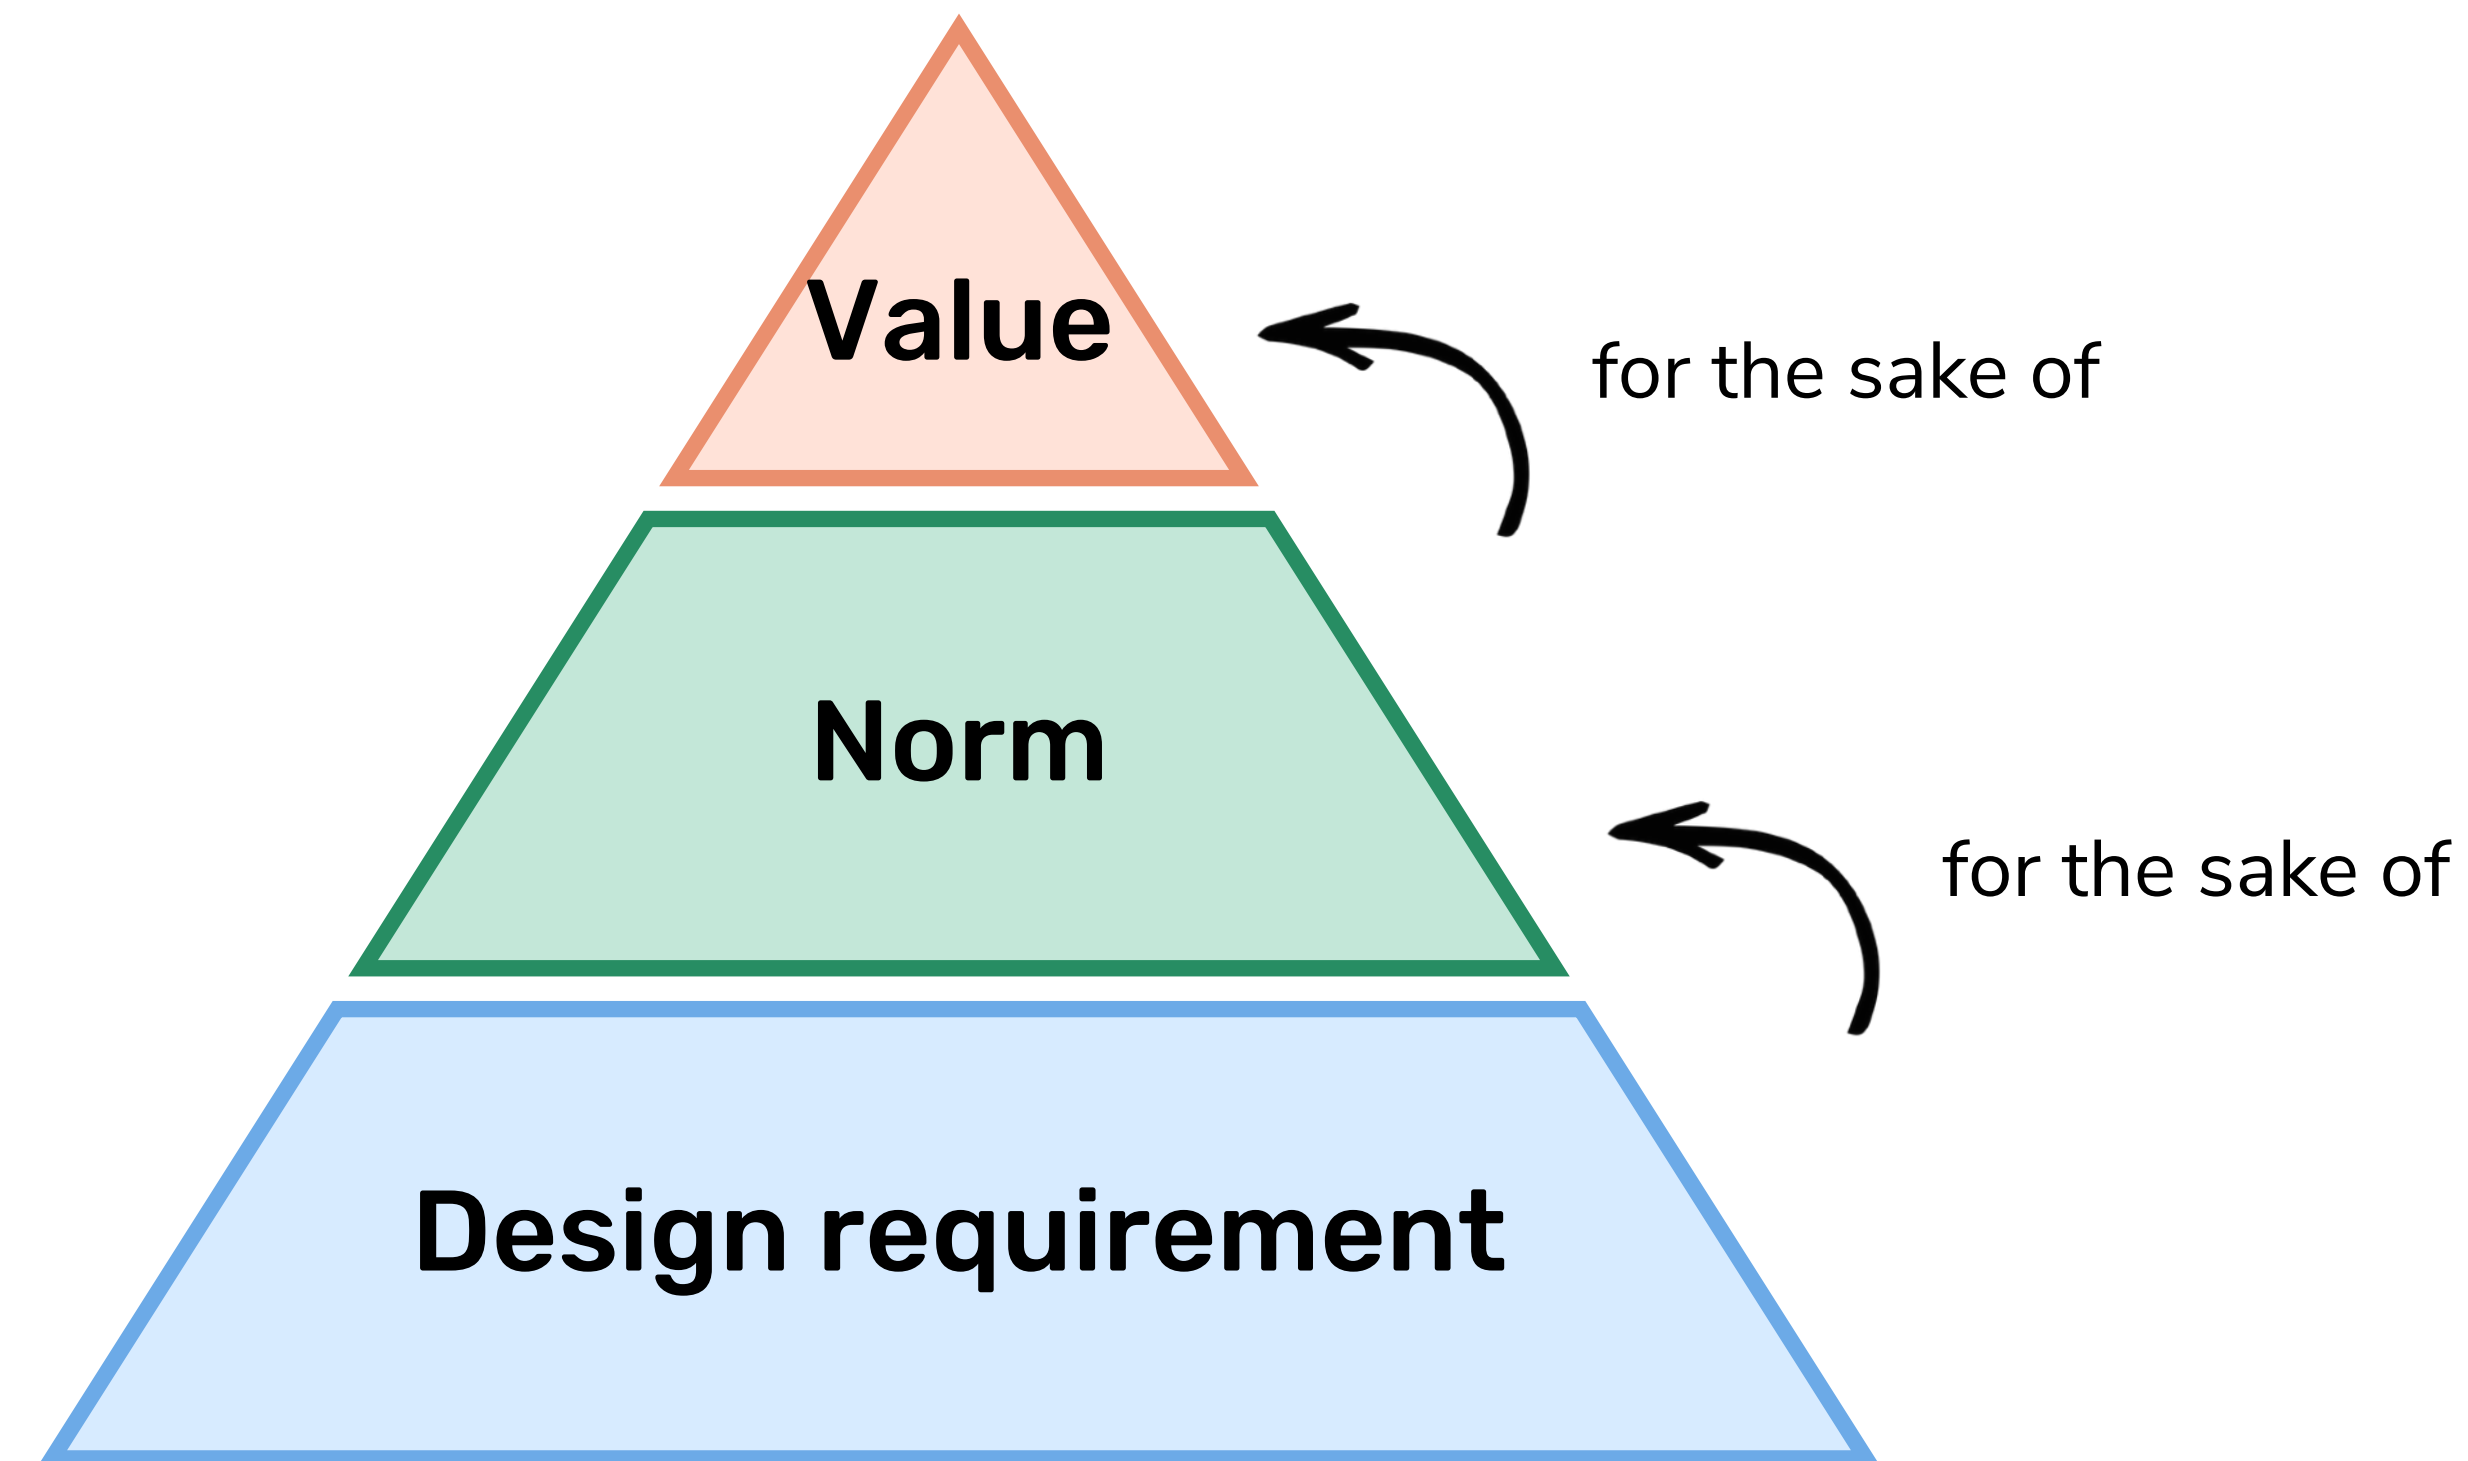 Value
for the sake of
Norm
for the sake of
Design requirement